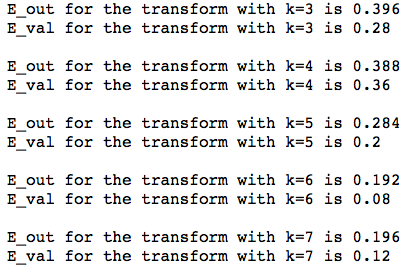 E_out for the transform with k=3 is 0.396
E_val for the transform with k=3 is 0.28
E_out for the transform with k=4 is 0.388
E_val for the transform with k=4 is 0.36
E_out for the transform with k=5 is 0.284
E_val for the transform with k=5 is 0.2
E_out for the transform with k=6 is 0.192
E_val for the transform with k=6 is 0.08
E_out for the transform with k=7 is 0.196
E_val for the transform with k=7 is 0.12